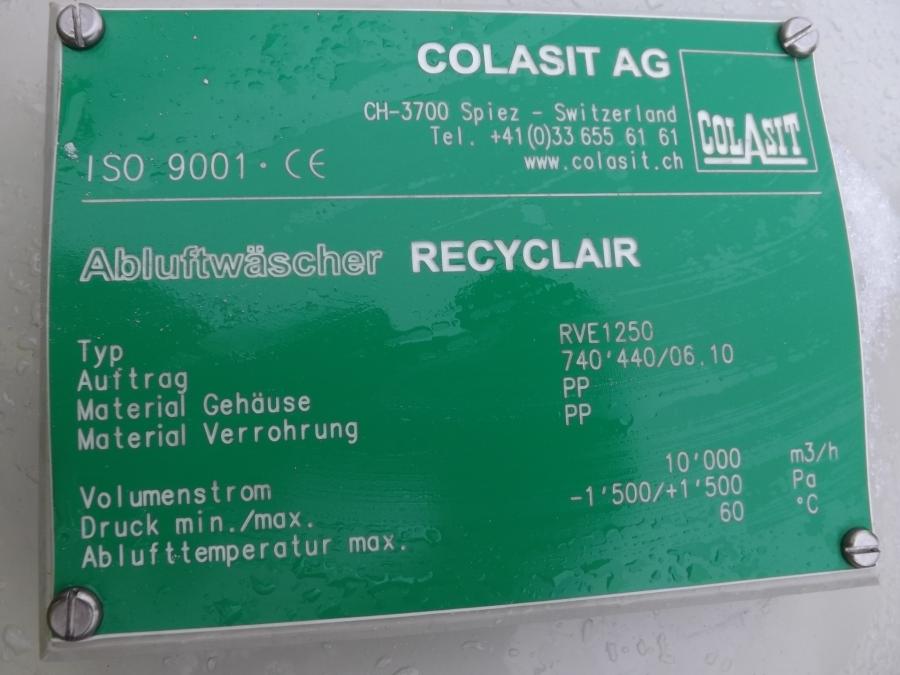 COLASIT AG
CH-3700 Spiez - Switzerland
Tel. +41(0)33 655 61 61
www.colasit.ch
COLASIT
ISO 9001 · CE
Abluftwäscher RECYCLAIR
Typ RVE1250
Auftrag 740'440/06.10
Material Gehäuse PP
Material Verrohrung PP
Volumenstrom 10'000 m3/h
Druck min./max. -1'500/+1'500 Pa
Ablufttemperatur max. 60 °C